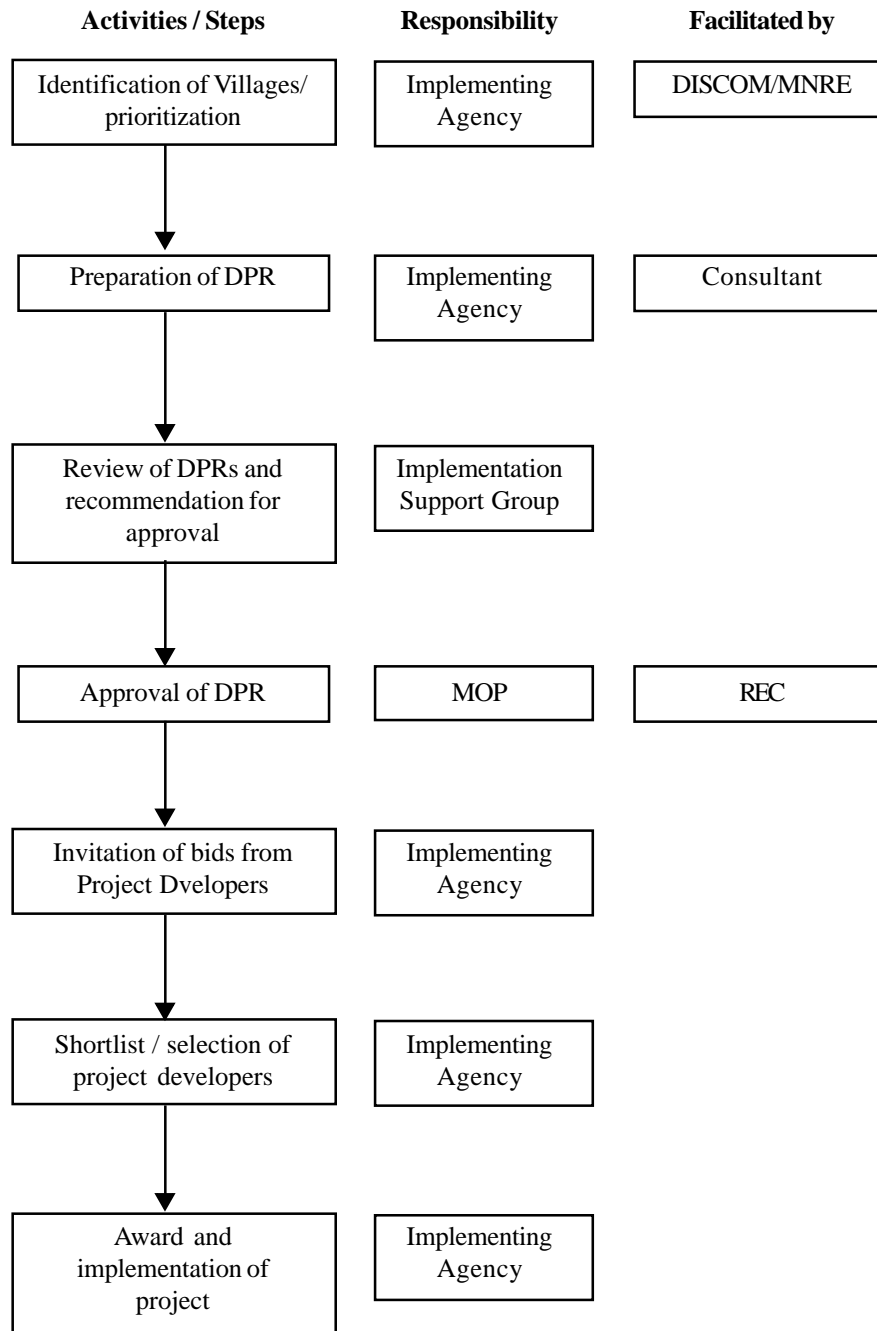 Activities / Steps
Responsibility
Facilitated by
Identification of Villages/
prioritization
Implementing
Agency
DISCOM/MNRE
Preparation of DPR
Implementing
Agency
Consultant
Review of DPRs and
recommendation for
approval
Implementation
Support Group
Approval of DPR
MOP
REC
Invitation of bids from
Project Dvelopers
Implementing
Agency
Shortlist / selection of
project developers
Implementing
Agency
Award and
implementation of
project
Implementing
Agency